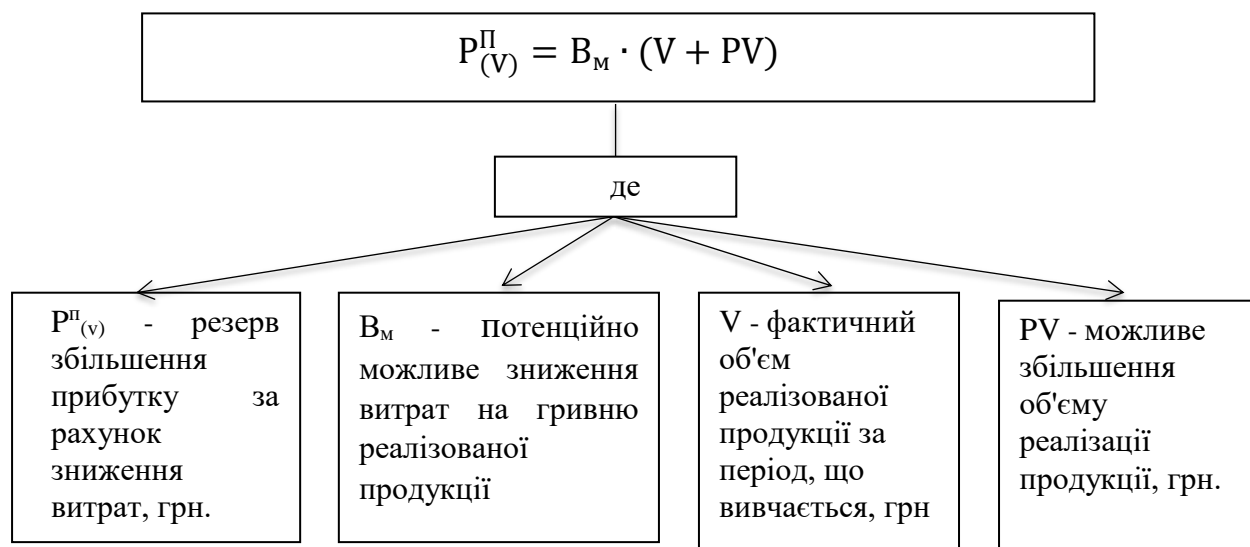 Р^П_(V) = В_м · (V + PV)
де
Р^п_(v) - резерв
збільшення
прибутку за
рахунок
зниження
витрат, грн.
В_м - потенційно
можливе зниження
витрат на гривню
реалізованої
продукції
V - фактичний
об'єм
реалізованої
продукції за
період, що
вивчається, грн
PV - можливе
збільшення
об'єму
реалізації
продукції, грн.